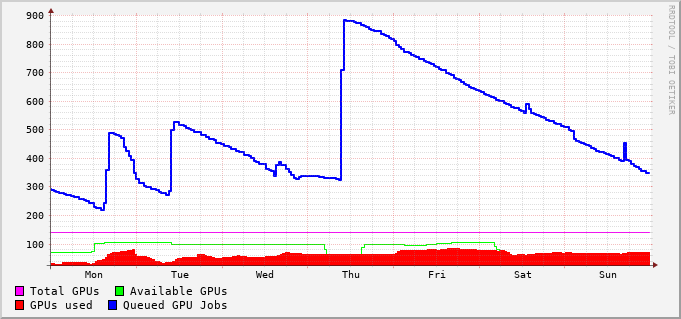 900
800
700
600
500
400
300
200
100
Mon Tue Wed Thu Fri Sat Sun
Total GPUs Available GPUs
GPUs used Queued GPU Jobs
RRDTOOL / TOBI OETIKER